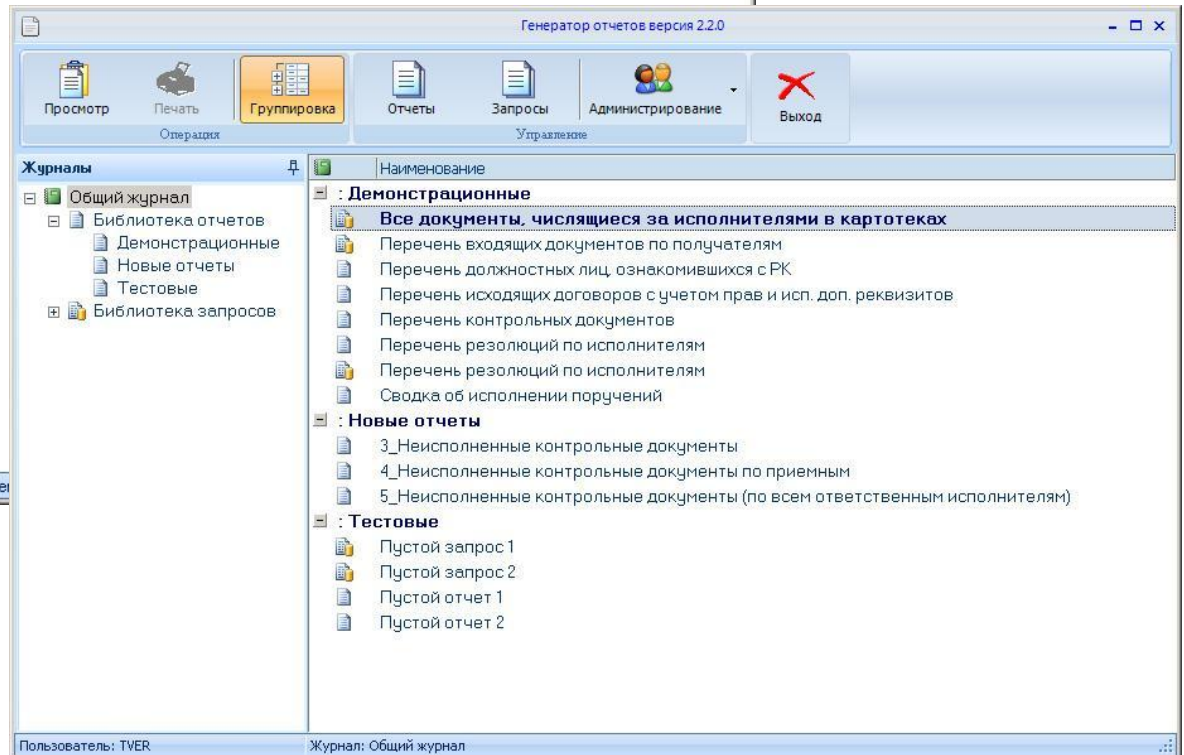 Генератор отчетов версия 2.2.0
Просмотр
Печать
Группировка
Отчеты
Запросы
Администрирование
Выход
Операция
Управление
Журналы
Наименование
Общий журнал
Библиотека отчетов
Демонстрационные
Новые отчеты
Тестовые
Библиотека запросов
: Демонстрационные
Все документы, числящиеся за исполнителями в картотеках
Перечень входящих документов по получателям
Перечень должностных лиц, ознакомившихся с РК
Перечень исходящих договоров с учетом прав и исп. доп. реквизитов
Перечень контрольных документов
Перечень резолюций по исполнителям
Перечень резолюций по исполнителям
Сводка об исполнении поручений
: Новые отчеты
3_Неисполненные контрольные документы
4_Неисполненные контрольные документы по приемным
5_Неисполненные контрольные документы (по всем ответственным исполнителям)
: Тестовые
Пустой запрос 1
Пустой запрос 2
Пустой отчет 1
Пустой отчет 2
Пользователь: TVER
Журнал: Общий журнал